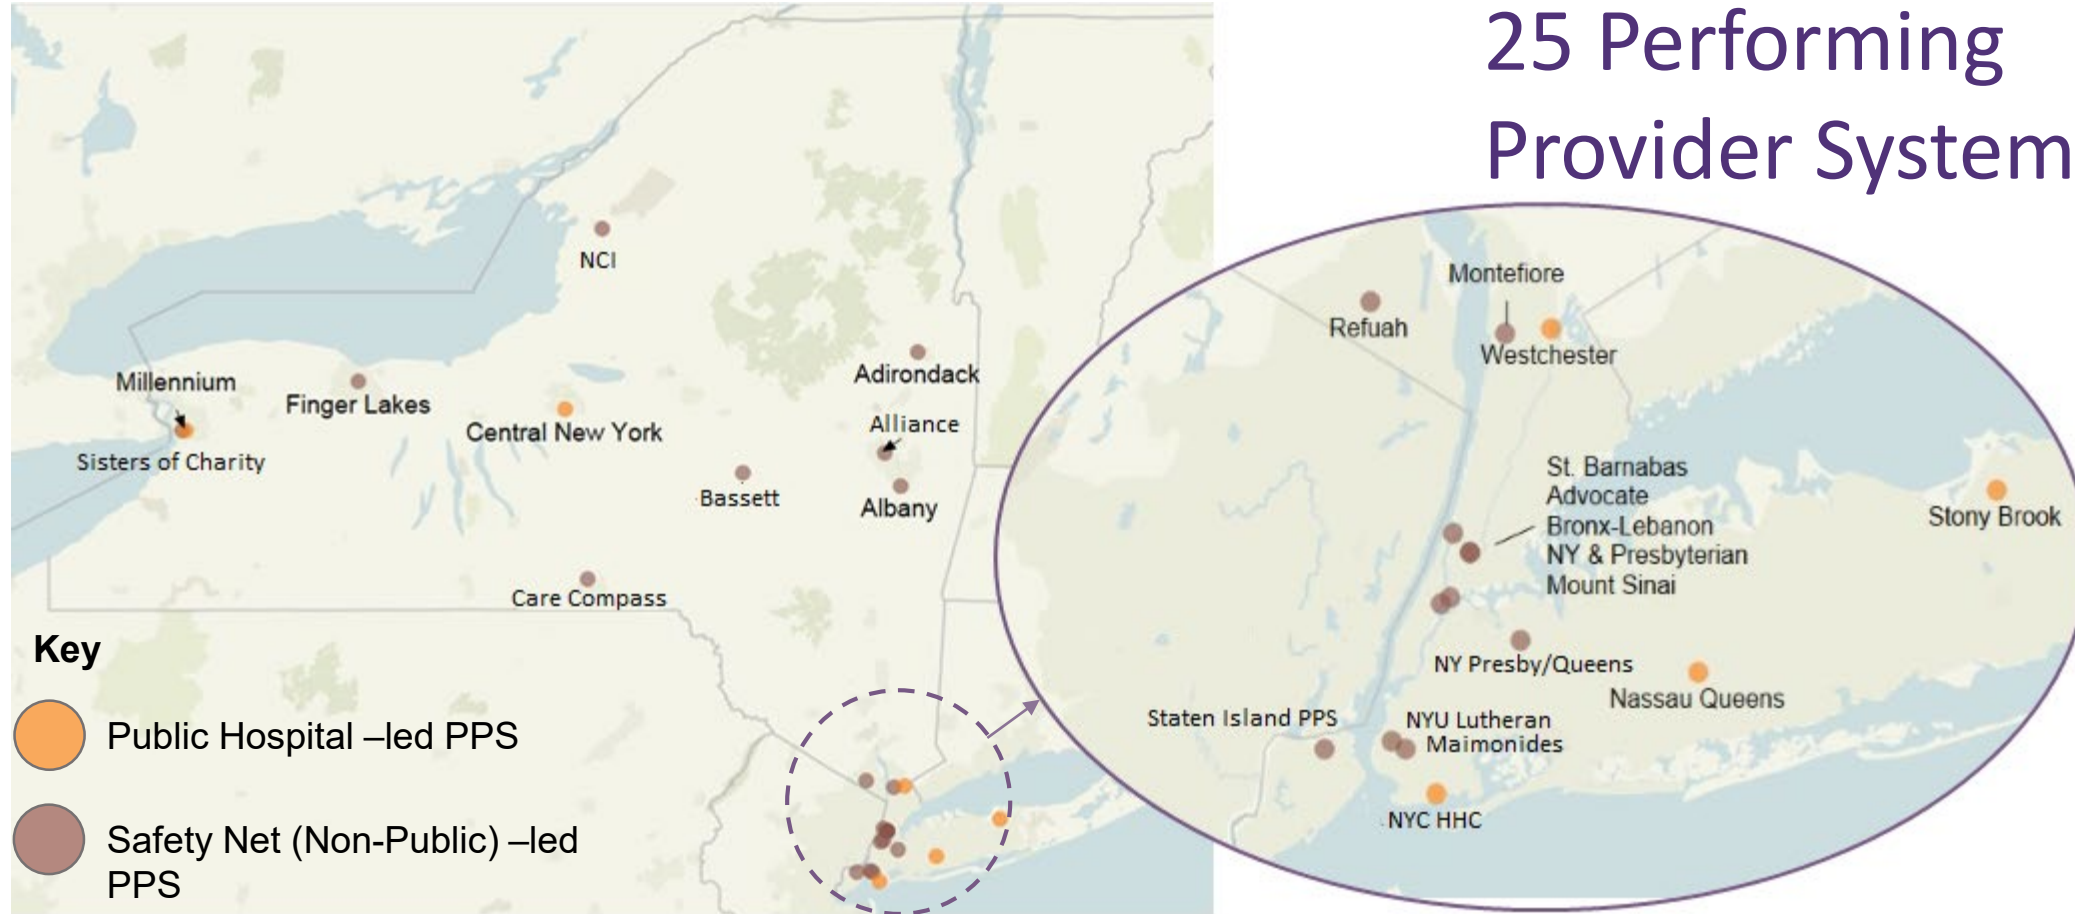 25 Performing
Provider System
NCI
Millennium
Finger Lakes
Central New York
Sisters of Charity
Adirondack
Alliance
Bassett
Albany
Care Compass
Key
Public Hospital –led PPS
Safety Net (Non-Public) –led
PPS
Montefiore
Refuah
Westchester
St. Barnabas
Advocate
Bronx-Lebanon
NY & Presbyterian
Mount Sinai
Stony Brook
NY Presby/Queens
Nassau Queens
Staten Island PPS
NYU Lutheran
Maimonides
NYC HHC